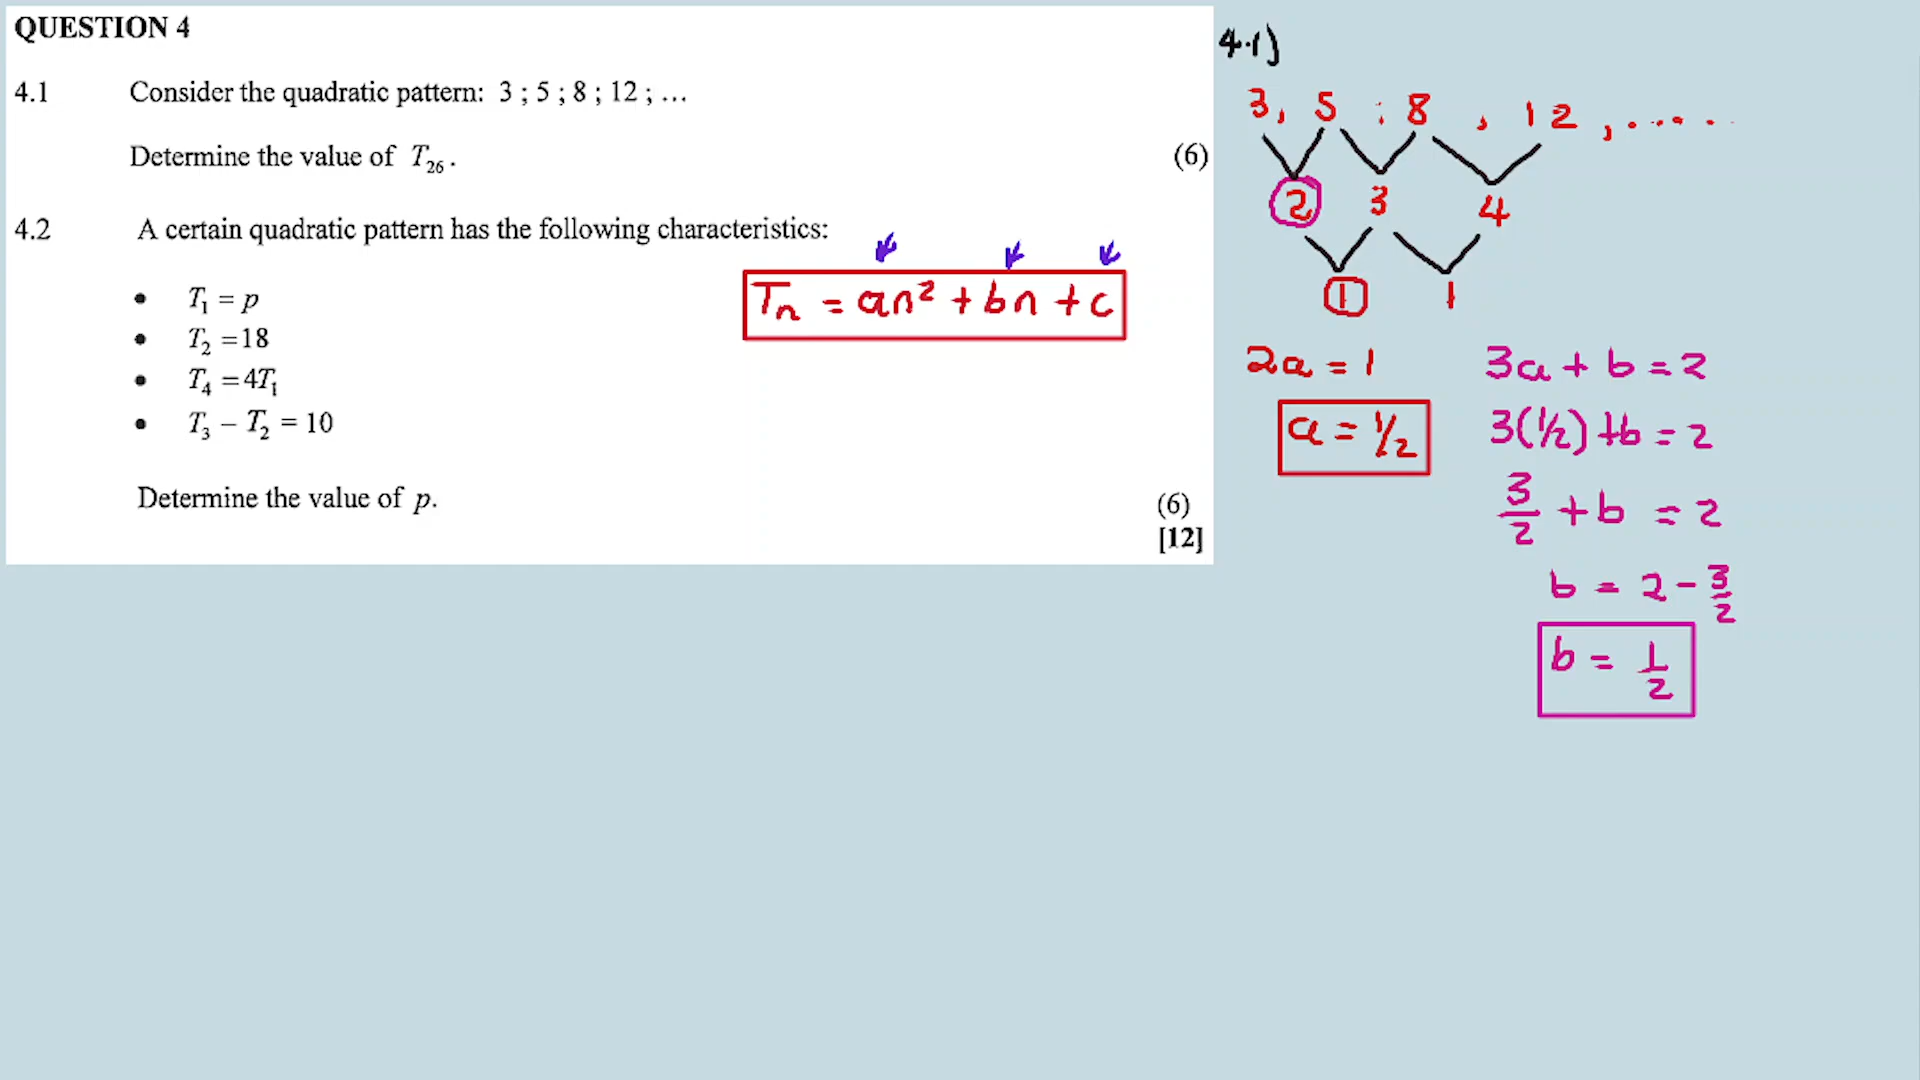 QUESTION 4
4.1 Consider the quadratic pattern: 3 ; 5 ; 8 ; 12 ; …
Determine the value of T₂₆ . (6)
4.2 A certain quadratic pattern has the following characteristics:
• T₁ = p
• T₂ =18
• T₄ =4T₁
• T₃ – T₂ = 10
Determine the value of p. (6)
[12]
Tn = an² + bn + c
4.1)
3, 5 ; 8 , 12 , .....
2 3 4
1 1
2a = 1
a = 1/2
3a + b = 2
3(1/2) + b = 2
3/2 + b = 2
b = 2 - 3/2
b = 1/2